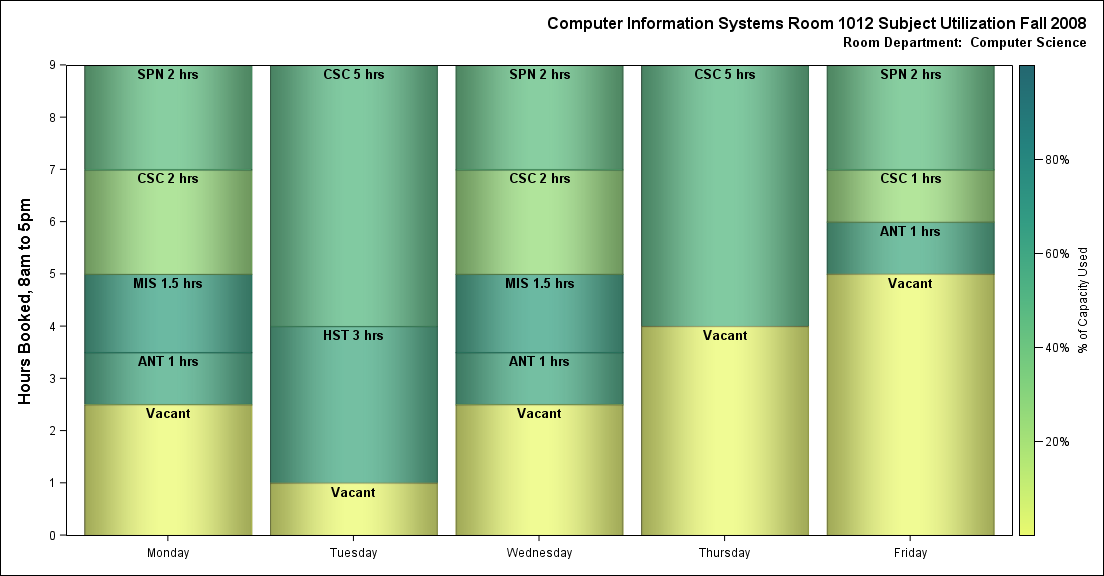 Computer Information Systems Room 1012 Subject Utilization Fall 2008
Room Department:  Computer Science
Hours Booked, 8am to 5pm
9
8
7
6
5
4
3
2
1
0
SPN 2 hrs
CSC 2 hrs
MIS 1.5 hrs
ANT 1 hrs
Vacant
CSC 5 hrs
HST 3 hrs
Vacant
SPN 2 hrs
CSC 2 hrs
MIS 1.5 hrs
ANT 1 hrs
Vacant
CSC 5 hrs
Vacant
SPN 2 hrs
CSC 1 hrs
ANT 1 hrs
Vacant
Monday Tuesday Wednesday Thursday Friday
80%
60%
40%
20%
% of Capacity Used